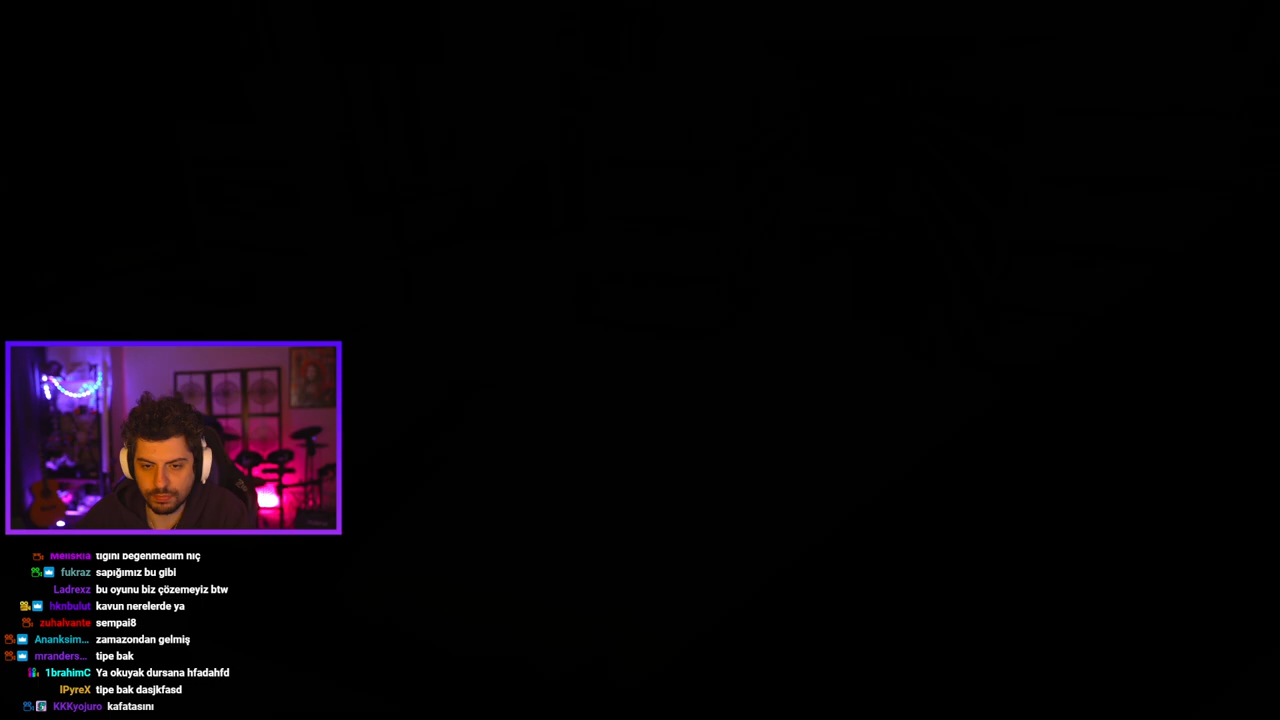 tiğini beğenmedim hiç
fukraz sapığımız bu gibi
Ladrexz bu oyunu biz çözemeyiz btw
hknbulut kavun nerelerde ya
zuhalvante sempai8
Ananksim... zamazondan gelmiş
mranders... tipe bak
1brahimC Ya okuyak dursana hfadahfd
IPyreX tipe bak dasjkfasd
KKKyojuro kafatasını